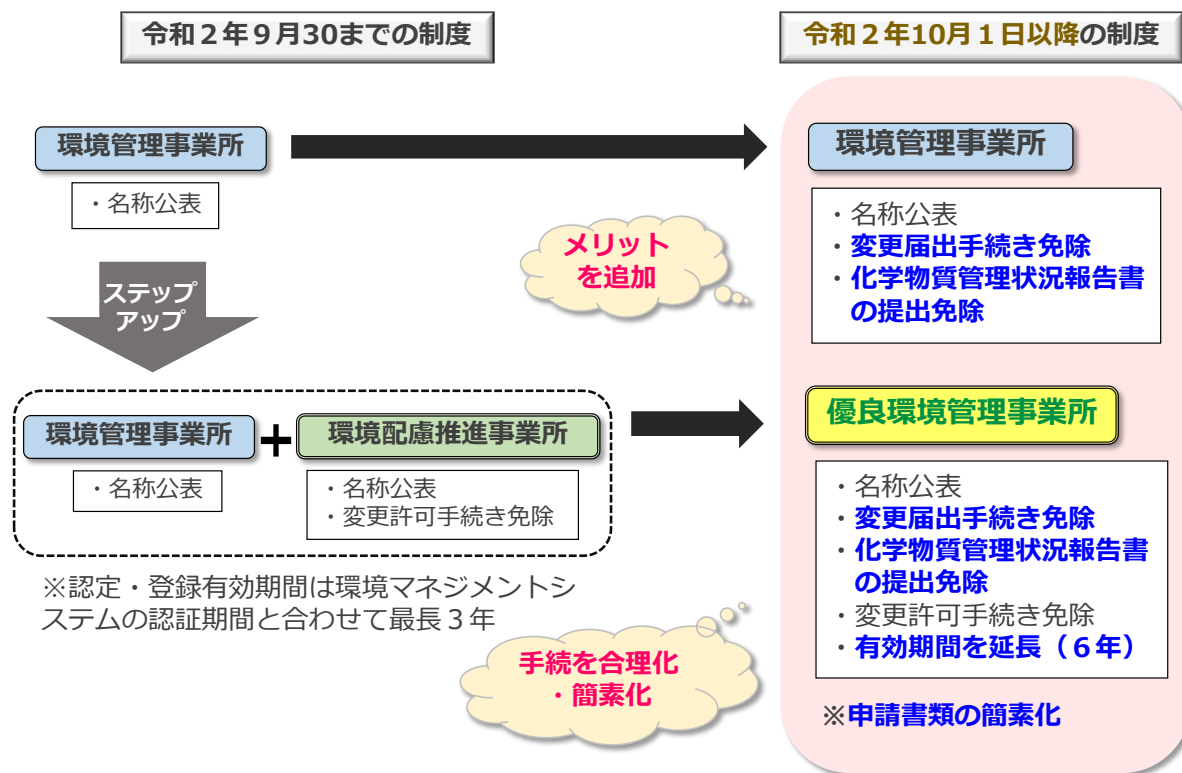 令和２年９月30までの制度
令和２年10月１日以降の制度
環境管理事業所
・名称公表
ステップ
アップ
環境管理事業所
・名称公表
＋
環境配慮推進事業所
・名称公表
・変更許可手続き免除
※認定・登録有効期間は環境マネジメントシ
ステムの認証期間と合わせて最長３年
メリット
を追加
手続を合理化
・簡素化
環境管理事業所
・名称公表
・変更届出手続き免除
・化学物質管理状況報告書
の提出免除
優良環境管理事業所
・名称公表
・変更届出手続き免除
・化学物質管理状況報告書
の提出免除
・変更許可手続き免除
・有効期間を延長（６年）
※申請書類の簡素化